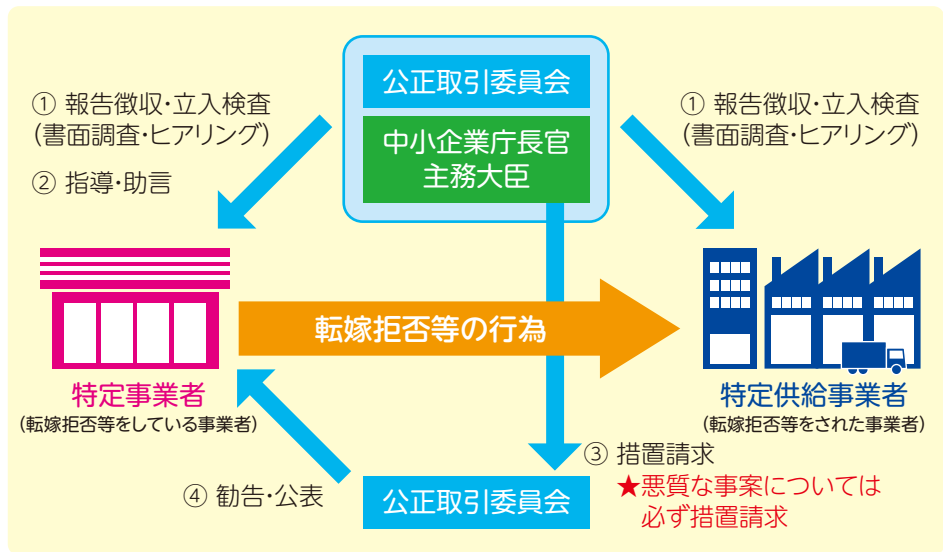 公正取引委員会
中小企業庁長官
主務大臣
① 報告徴収・立入検査
(書面調査・ヒアリング)
② 指導・助言
① 報告徴収・立入検査
(書面調査・ヒアリング)
転嫁拒否等の行為
特定事業者
(転嫁拒否等をしている事業者)
特定供給事業者
(転嫁拒否等をされた事業者)
③ 措置請求
★悪質な事案については
必ず措置請求
④ 勧告・公表
公正取引委員会